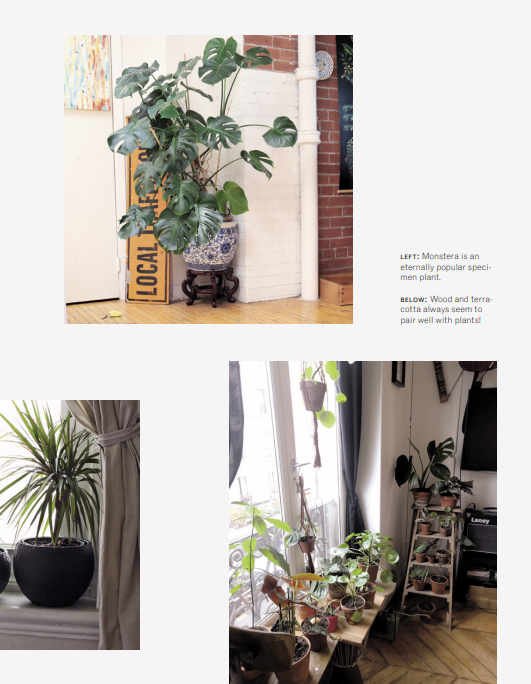 LOCAL
LEFT: Monstera is an
eternally popular speci-
men plant.
BELOW: Wood and terra-
cotta always seem to
pair well with plants!
Laney